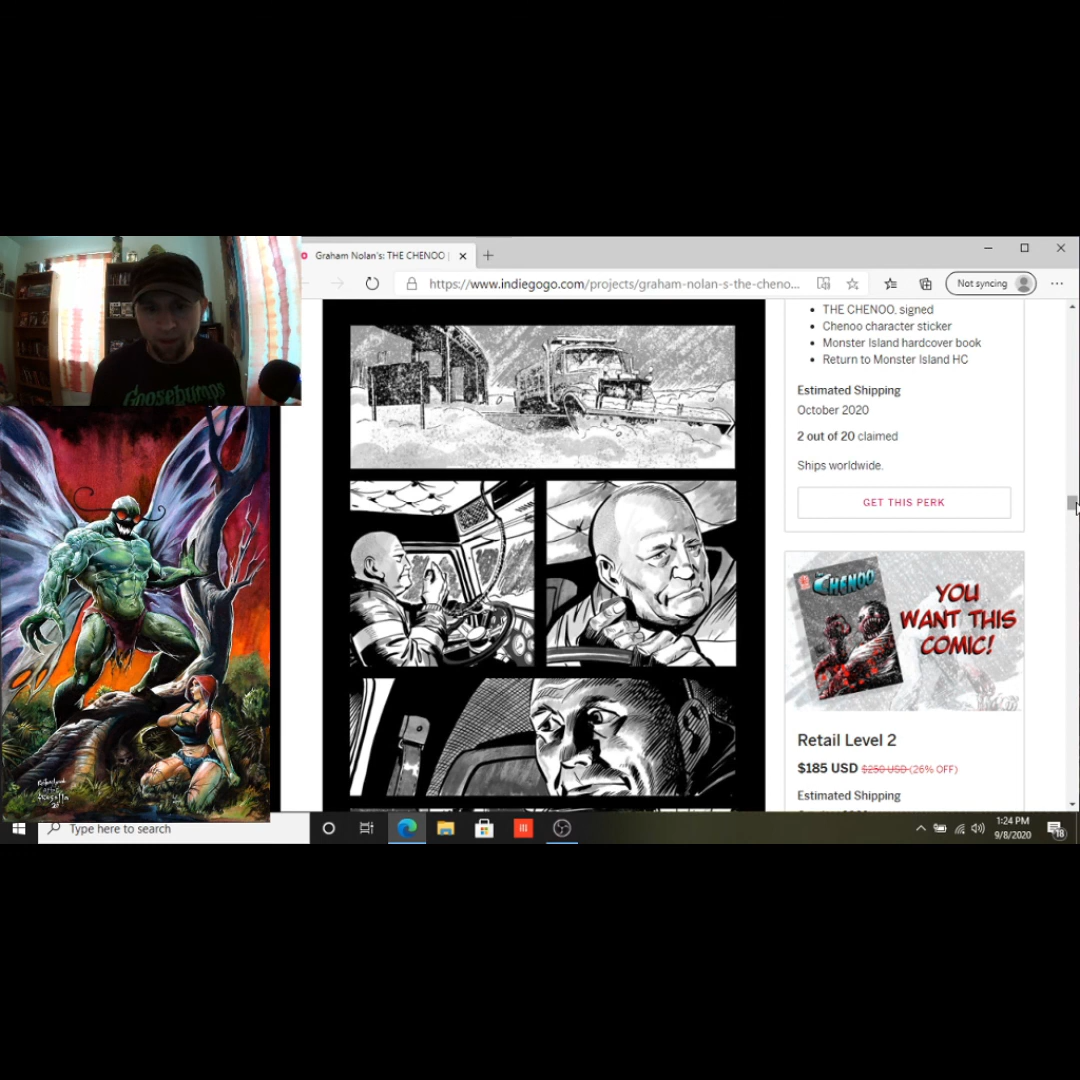 Graham Nolan's: THE CHENOO |
https://www.indiegogo.com/projects/graham-nolan-s-the-cheno...
Not syncing
Goosebumps
THE CHENOO. signed
Chenoo character sticker
Monster Island hardcover book
Return to Monster Island HC
Estimated Shipping
October 2020
2 out of 20 claimed
Ships worldwide.
GET THIS PERK
CHENOO
YOU
WANT THIS
COMIC!
Retail Level 2
$185 USD $250 USD (26% OFF)
Estimated Shipping
Type here to search
1:24 PM
9/8/2020
18